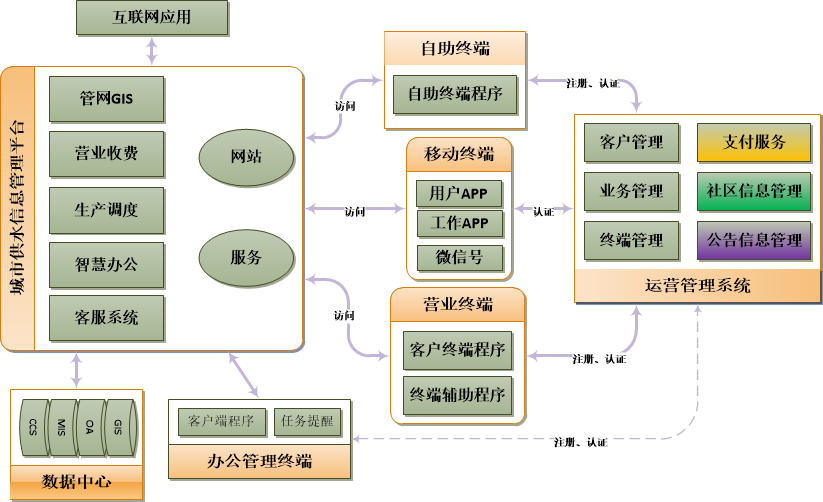 互联网应用
城市供水信息管理平台
管网GIS
营业收费
生产调度
智慧办公
客服系统
网站
服务
访问
访问
访问
自助终端
自助终端程序
移动终端
用户APP
工作APP
微信号
营业终端
客户终端程序
终端辅助程序
注册、认证
认证
注册、认证
客户管理
支付服务
业务管理
社区信息管理
终端管理
公告信息管理
运营管理系统
CCS
MIS
OA
GIS
数据中心
客户端程序
任务提醒
办公管理终端
注册、认证